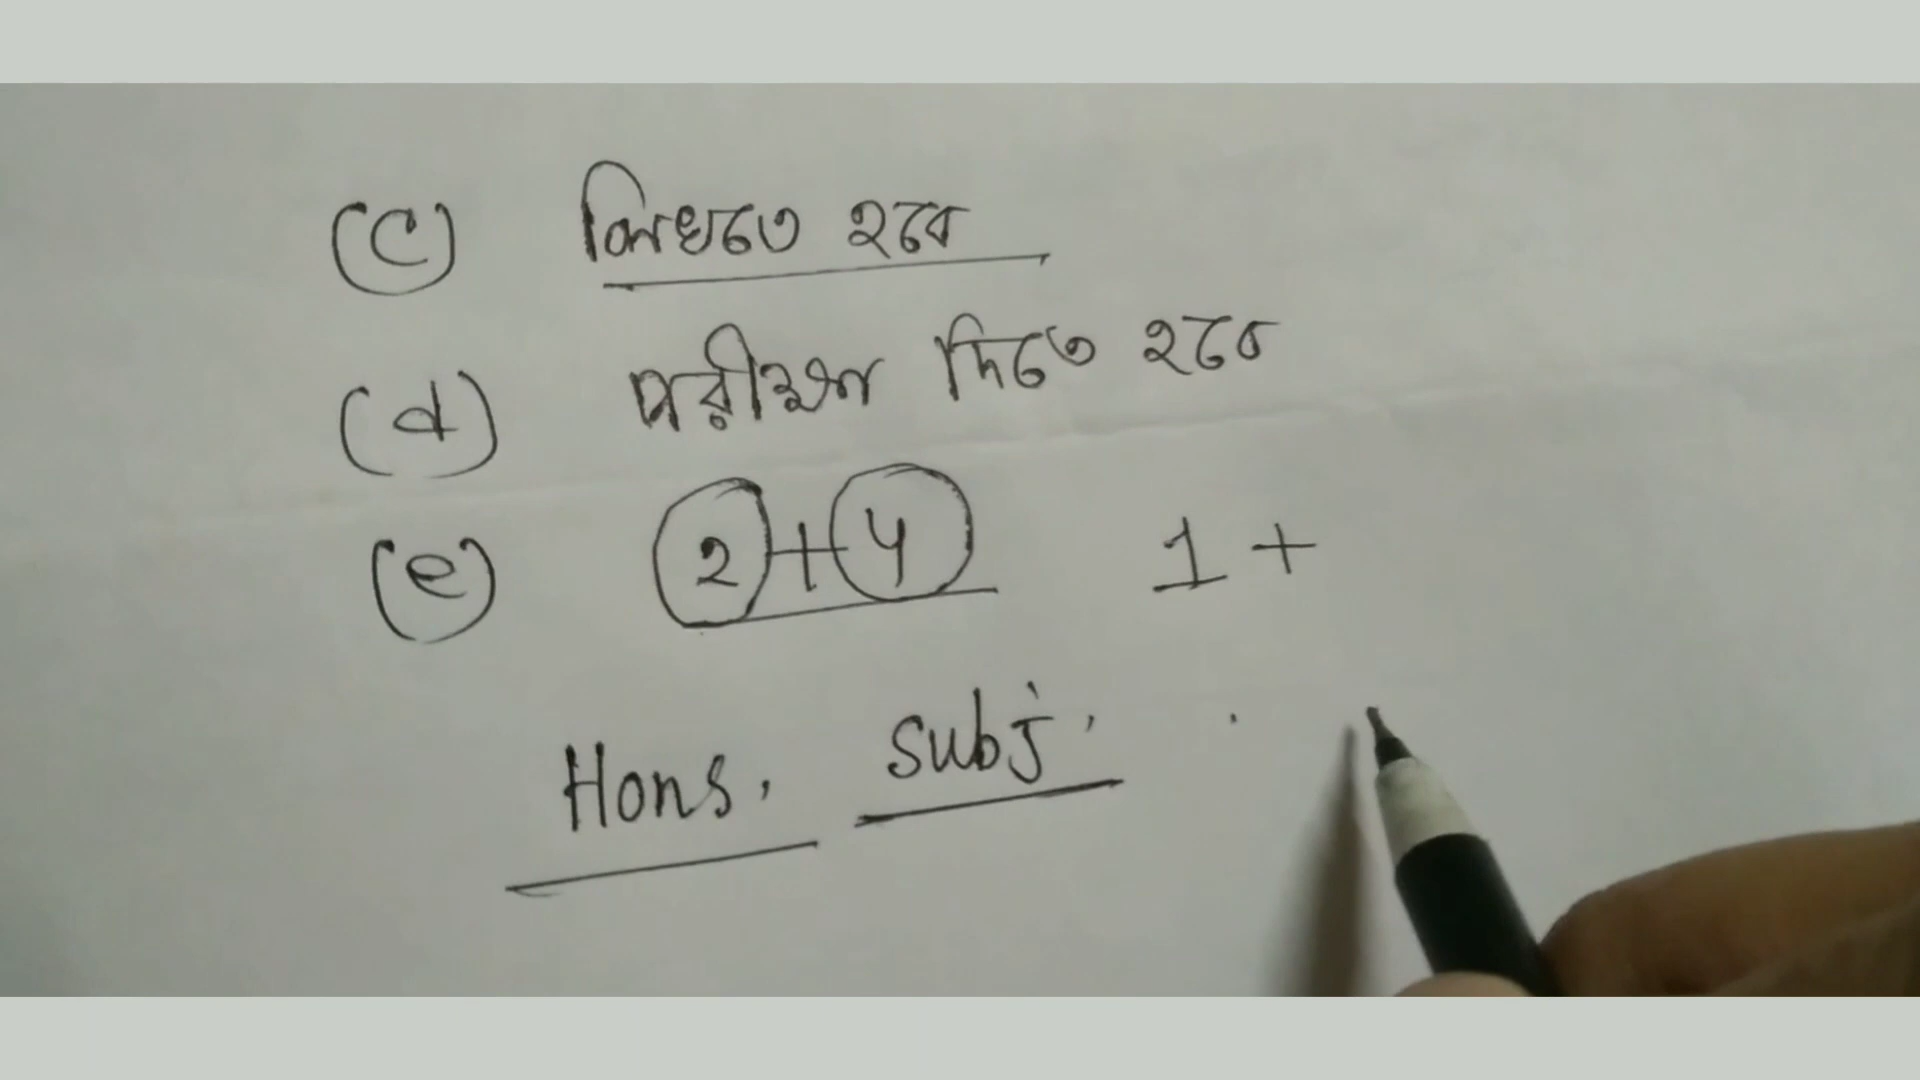 (c) লিখতে হবে
(d) পরীক্ষা দিতে হবে
(e) 2+4 1+
Hons. Subj.